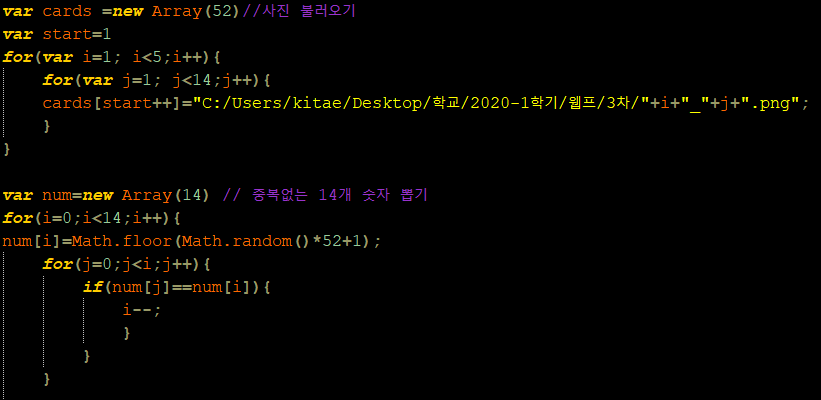 var cards =new Array(52)//사진 불러오기
var start=1
for(var i=1; i<5;i++){
for(var j=1; j<14;j++){
cards[start++]="C:/Users/kitae/Desktop/학교/2020-1학기/웹프/3차/"+i+"_"+j+".png";
}
}
var num=new Array(14) // 중복없는 14개 숫자 뽑기
for(i=0;i<14;i++){
num[i]=Math.floor(Math.random()*52+1);
for(j=0;j<i;j++){
if(num[j]==num[i]){
i--;
}
}
}